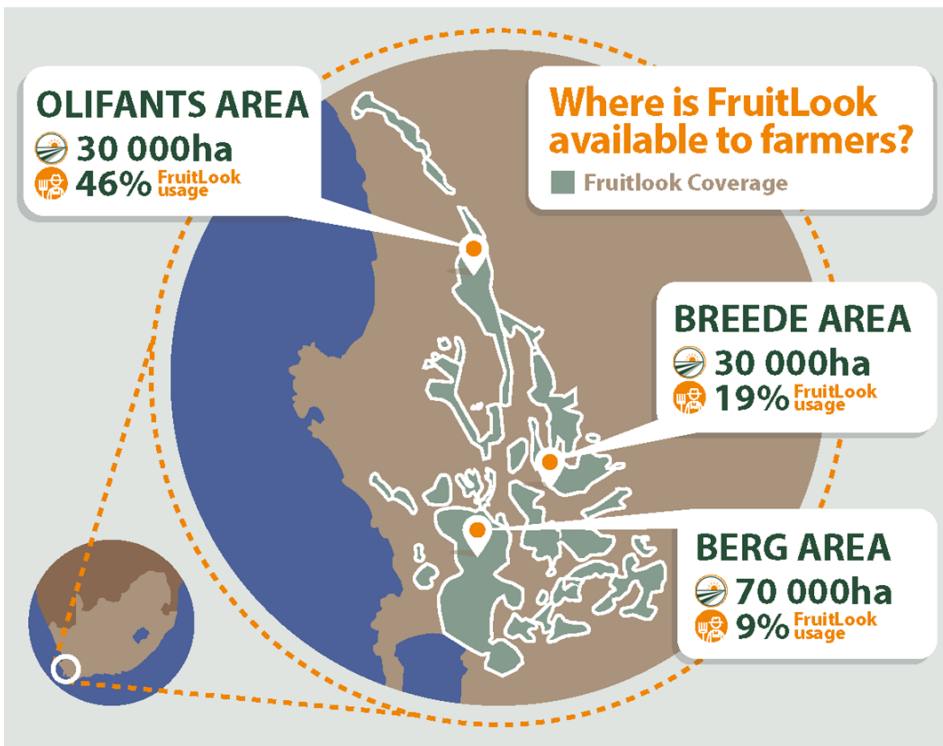 OLIFANTS AREA
30 000ha
46% FruitLook usage
Where is FruitLook
available to farmers?
Fruitlook Coverage
BREEDE AREA
30 000ha
19% FruitLook usage
BERG AREA
70 000ha
9% FruitLook usage